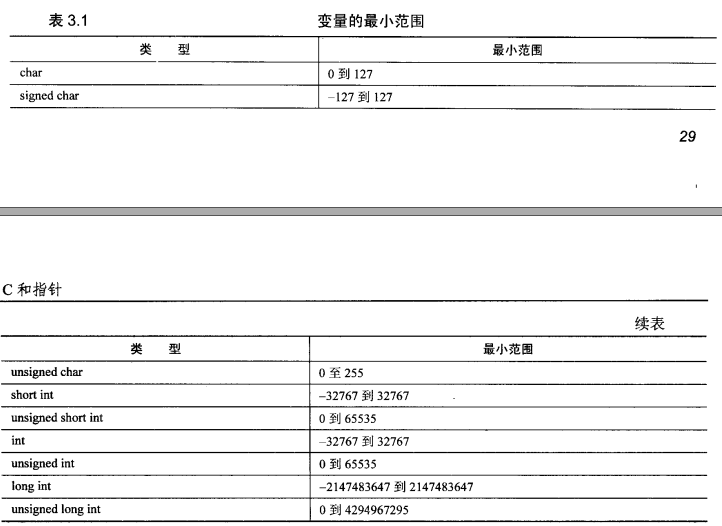 表 3.1 变量的最小范围
类 型 最小范围
char 0 到 127
signed char −127 到 127
29
C 和指针
续表
类 型 最小范围
unsigned char 0 至 255
short int −32767 到 32767
unsigned short int 0 到 65535
int −32767 到 32767
unsigned int 0 到 65535
long int −2147483647 到 2147483647
unsigned long int 0 到 4294967295